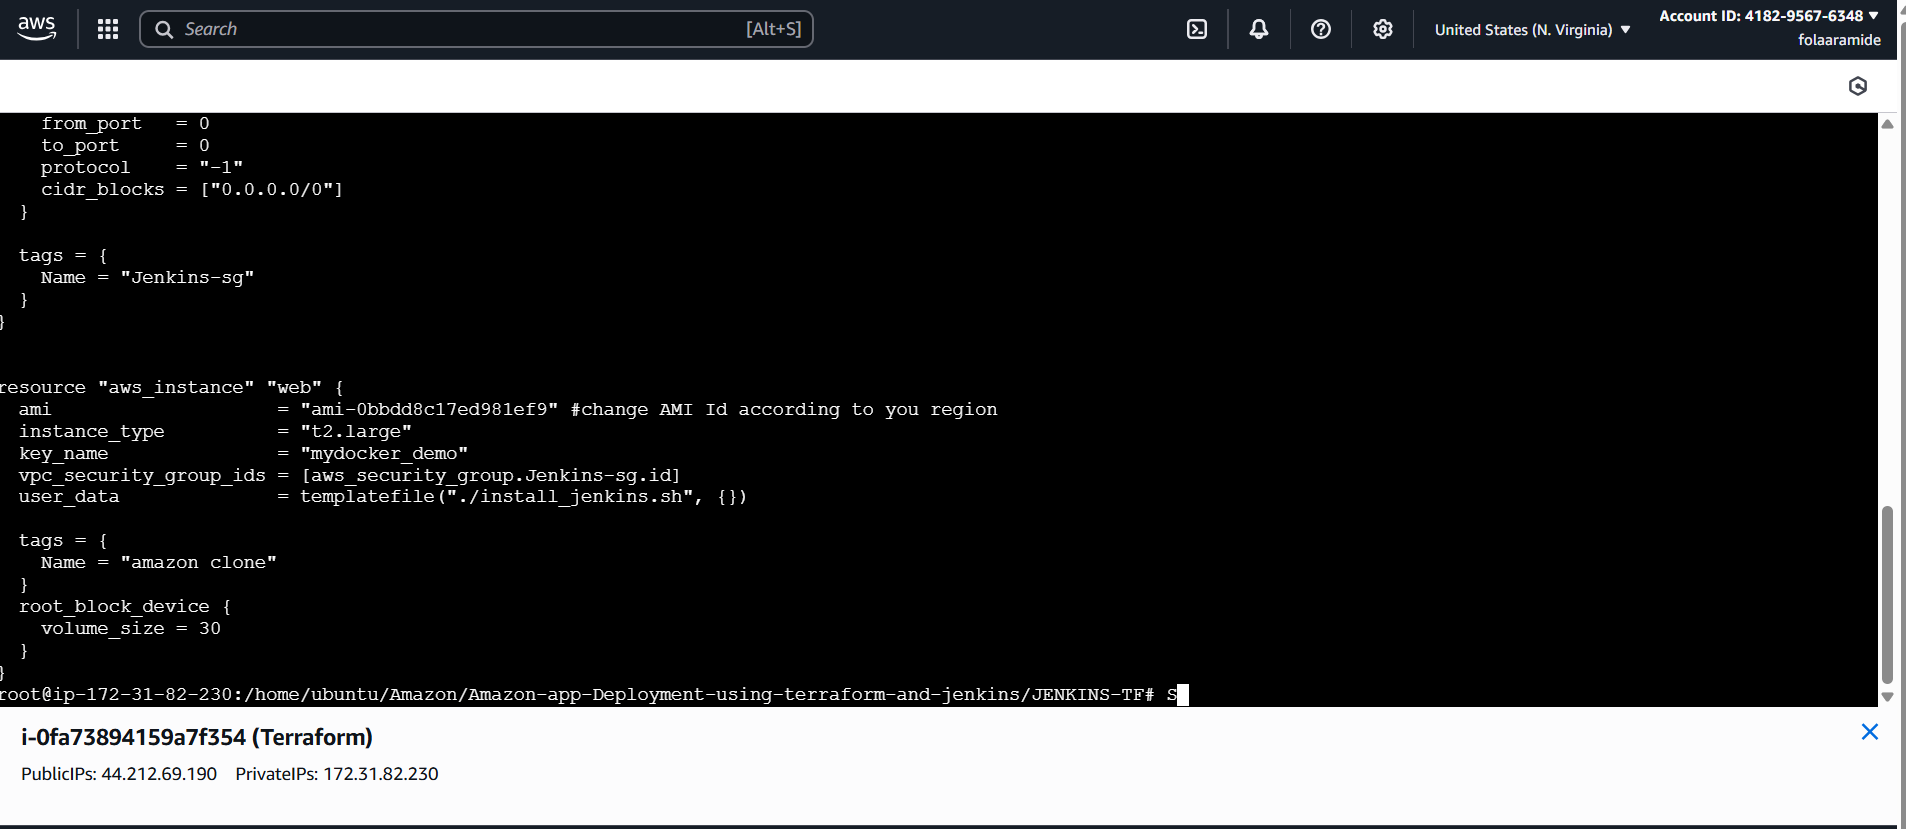 aws
Search [Alt+S]
United States (N. Virginia) ▼
Account ID: 4182-9567-6348 ▼
folaaramide
from_port   = 0
to_port     = 0
protocol    = "-1"
cidr_blocks = ["0.0.0.0/0"]
}
tags = {
Name = "Jenkins-sg"
}
}
resource "aws_instance" "web" {
ami                    = "ami-0bbdd8c17ed981ef9" #change AMI Id according to you region
instance_type          = "t2.large"
key_name               = "mydocker_demo"
vpc_security_group_ids = [aws_security_group.Jenkins-sg.id]
user_data              = templatefile("./install_jenkins.sh", {})
tags = {
Name = "amazon clone"
}
root_block_device {
volume_size = 30
}
}
root@ip-172-31-82-230:/home/ubuntu/Amazon/Amazon-app-Deployment-using-terraform-and-jenkins/JENKINS-TF# S
i-0fa73894159a7f354 (Terraform)
PublicIPs: 44.212.69.190 PrivateIPs: 172.31.82.230